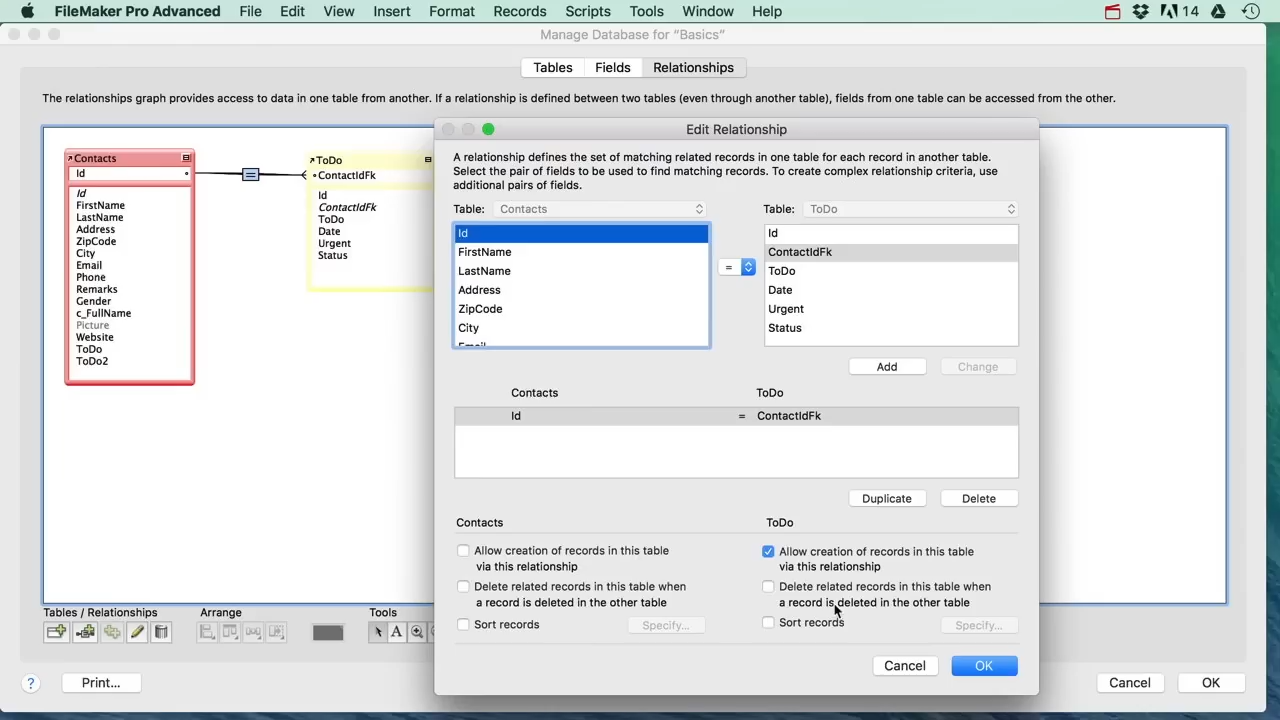 FileMaker Pro Advanced File Edit View Insert Format Records Scripts Tools Window Help 14
Manage Database for “Basics”
Tables Fields Relationships
The relationships graph provides access to data in one table from another. If a relationship is defined between two tables (even through another table), fields from one table can be accessed from the other.
Contacts
Id
Id
FirstName
LastName
Address
ZipCode
City
Email
Phone
Remarks
Gender
c_FullName
Picture
Website
ToDo
ToDo2
=
ToDo
ContactIdFk
Id
ContactIdFk
ToDo
Date
Urgent
Status
Edit Relationship
A relationship defines the set of matching related records in one table for each record in another table.
Select the pair of fields to be used to find matching records. To create complex relationship criteria, use
additional pairs of fields.
Table: Contacts
Id
FirstName
LastName
Address
ZipCode
City
Email
=
Table: ToDo
Id
ContactIdFk
ToDo
Date
Urgent
Status
Add Change
Contacts ToDo
Id = ContactIdFk
Duplicate Delete
Contacts
Allow creation of records in this table
via this relationship
Delete related records in this table when
a record is deleted in the other table
Sort records Specify...
ToDo
Allow creation of records in this table
via this relationship
Delete related records in this table when
a record is deleted in the other table
Sort records Specify...
Cancel OK
Tables / Relationships Arrange Tools
A
? Print... Cancel OK